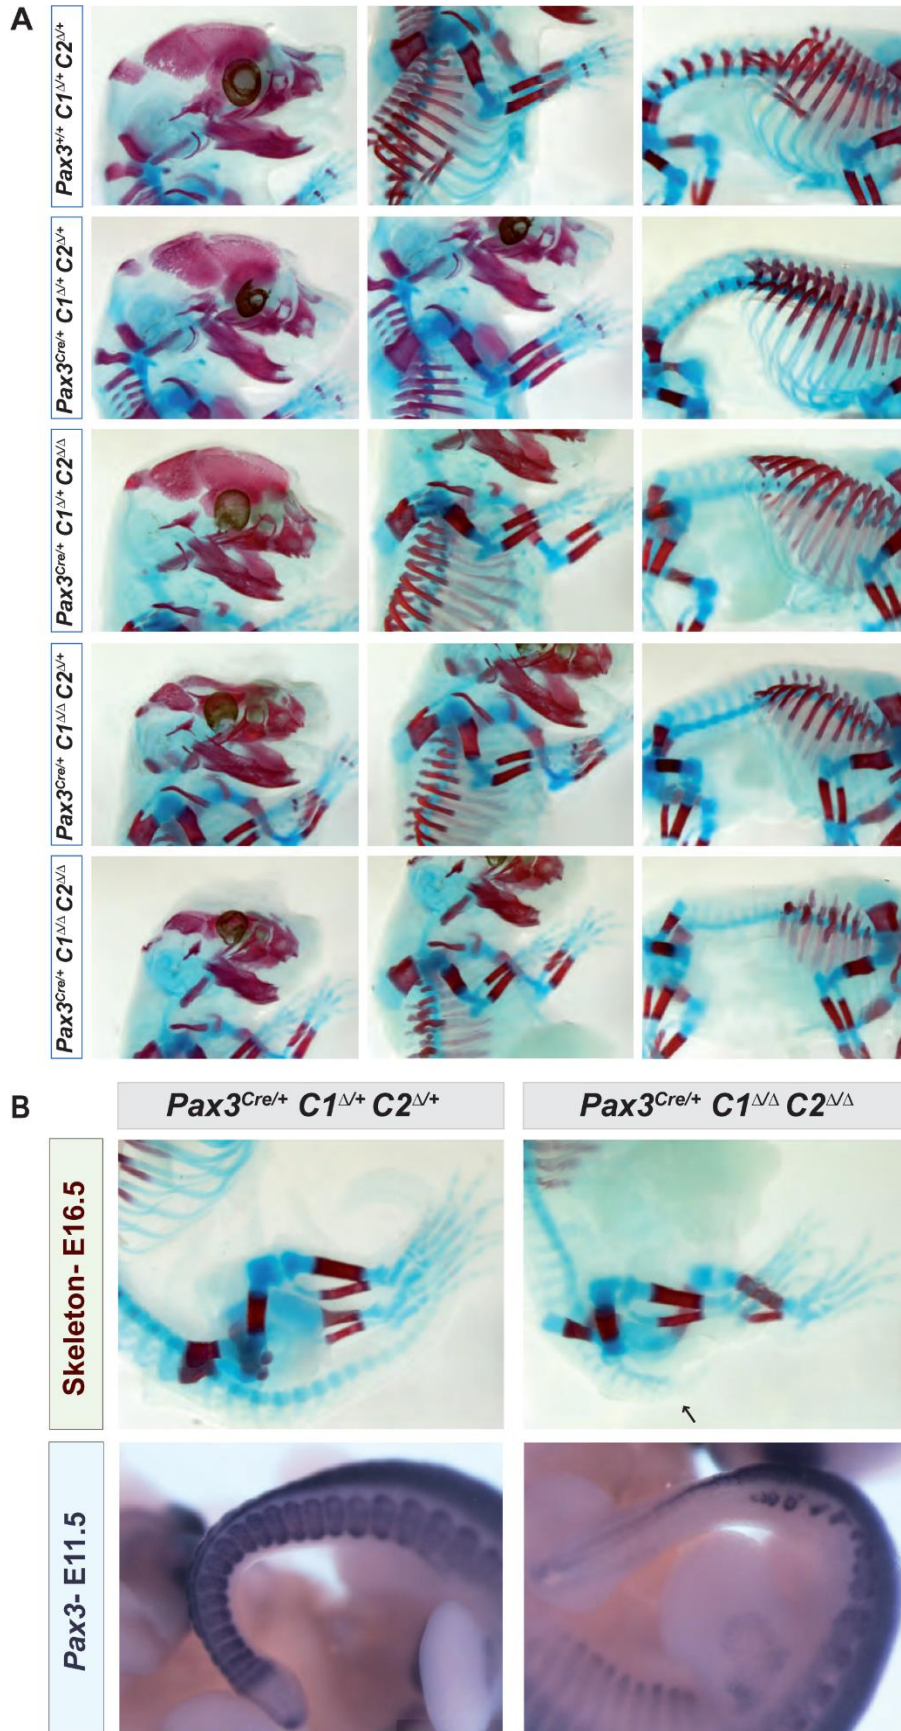 A
Pax3+/+ C1Δ/+ C2Δ/+
Pax3Cre/+ C1Δ/+ C2Δ/+
Pax3Cre/+ C1Δ/+ C2Δ/Δ
Pax3Cre/+ C1Δ/Δ C2Δ/+
Pax3Cre/+ C1Δ/Δ C2Δ/Δ
B
Pax3Cre/+ C1Δ/+ C2Δ/+
Pax3Cre/+ C1Δ/Δ C2Δ/Δ
Skeleton- E16.5
Pax3- E11.5